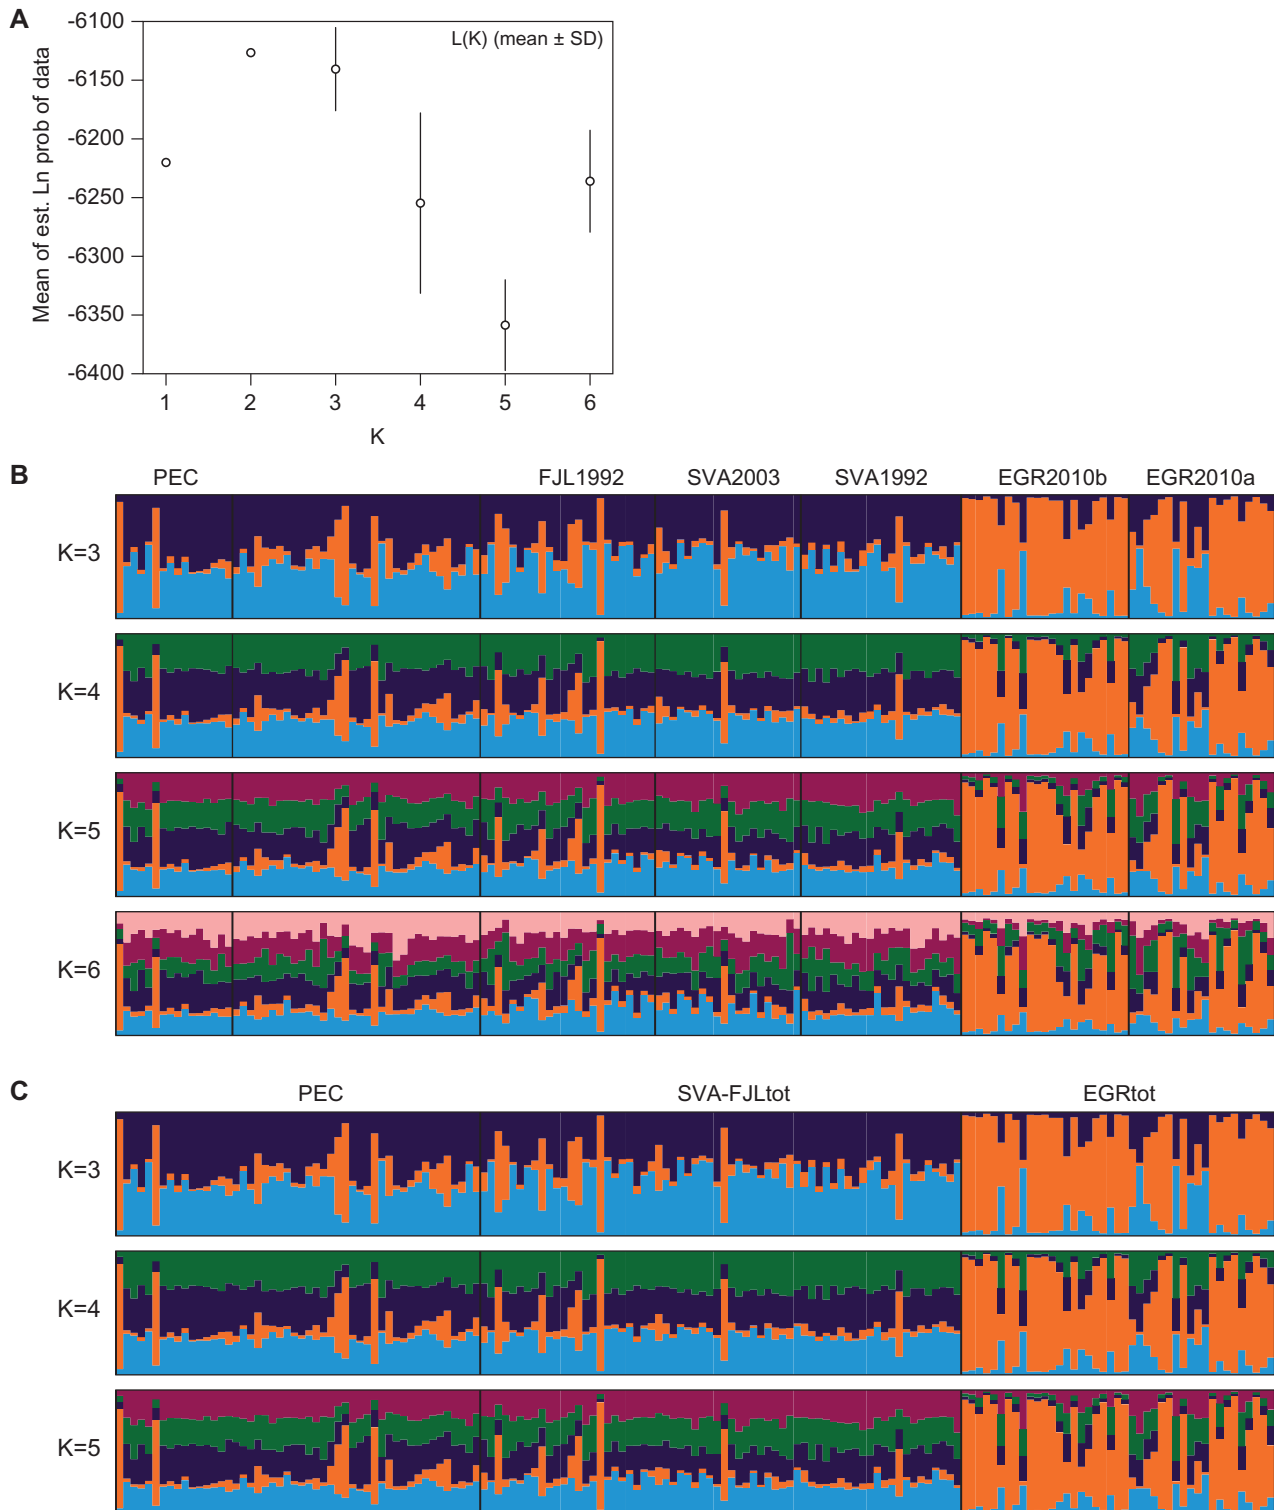 A
L(K) (mean ± SD)
Mean of est. Ln prob of data
-6100
-6150
-6200
-6250
-6300
-6350
-6400
1 2 3 4 5 6
K
B
PEC FJL1992 SVA2003 SVA1992 EGR2010b EGR2010a
K=3
K=4
K=5
K=6
C
PEC SVA-FJLtot EGRtot
K=3
K=4
K=5